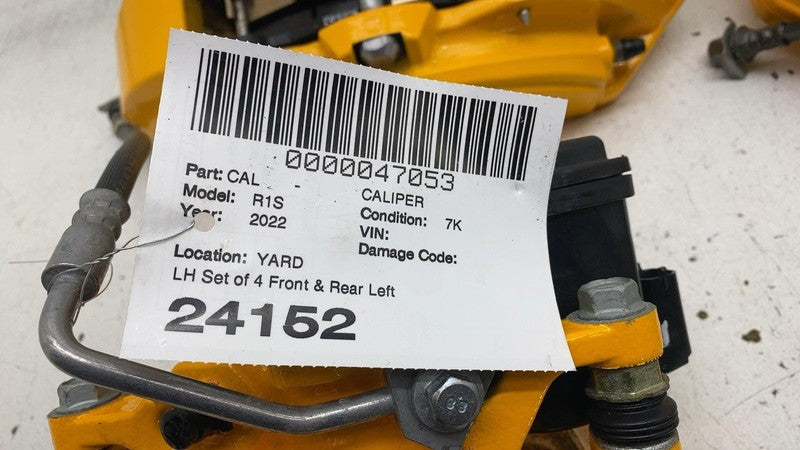 0000047053
Part: CAL - CALIPER
Model: R1S Condition: 7K
Year: 2022 VIN:
Damage Code:
Location: YARD
LH Set of 4 Front & Rear Left
24152